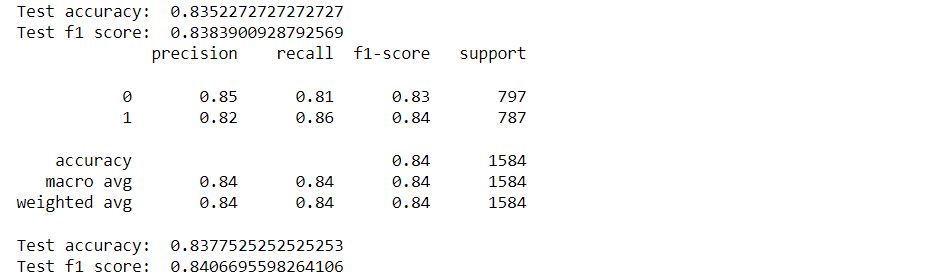 Test accuracy:  0.8352272727272727
Test f1 score:  0.8383900928792569
precision    recall  f1-score   support
0       0.85      0.81      0.83       797
1       0.82      0.86      0.84       787
accuracy                           0.84      1584
macro avg       0.84      0.84      0.84      1584
weighted avg       0.84      0.84      0.84      1584
Test accuracy:  0.8377525252525253
Test f1 score:  0.8406695598264106